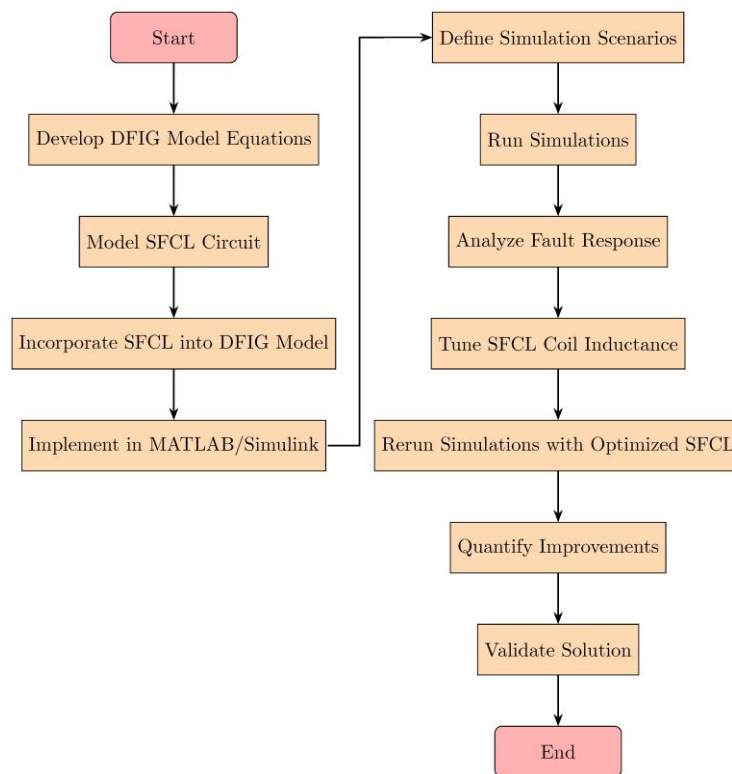 Start
Develop DFIG Model Equations
Model SFCL Circuit
Incorporate SFCL into DFIG Model
Implement in MATLAB/Simulink
Define Simulation Scenarios
Run Simulations
Analyze Fault Response
Tune SFCL Coil Inductance
Rerun Simulations with Optimized SFCL
Quantify Improvements
Validate Solution
End